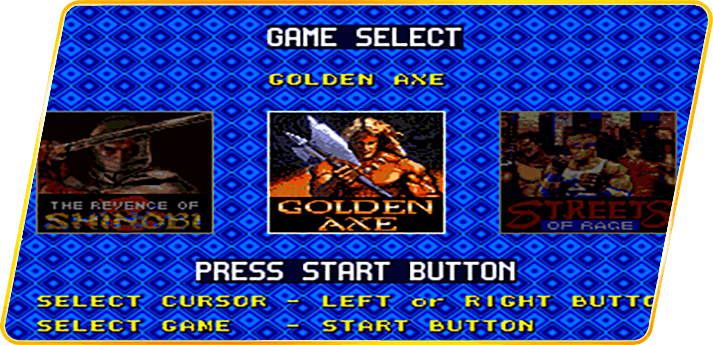 GAME SELECT
GOLDEN AXE
THE REVENGE OF
SHINOBI
GOLDEN
AXE
STREETS
OF RAGE
PRESS START BUTTON
SELECT CURSOR - LEFT or RIGHT BUTTO
SELECT GAME - START BUTTON